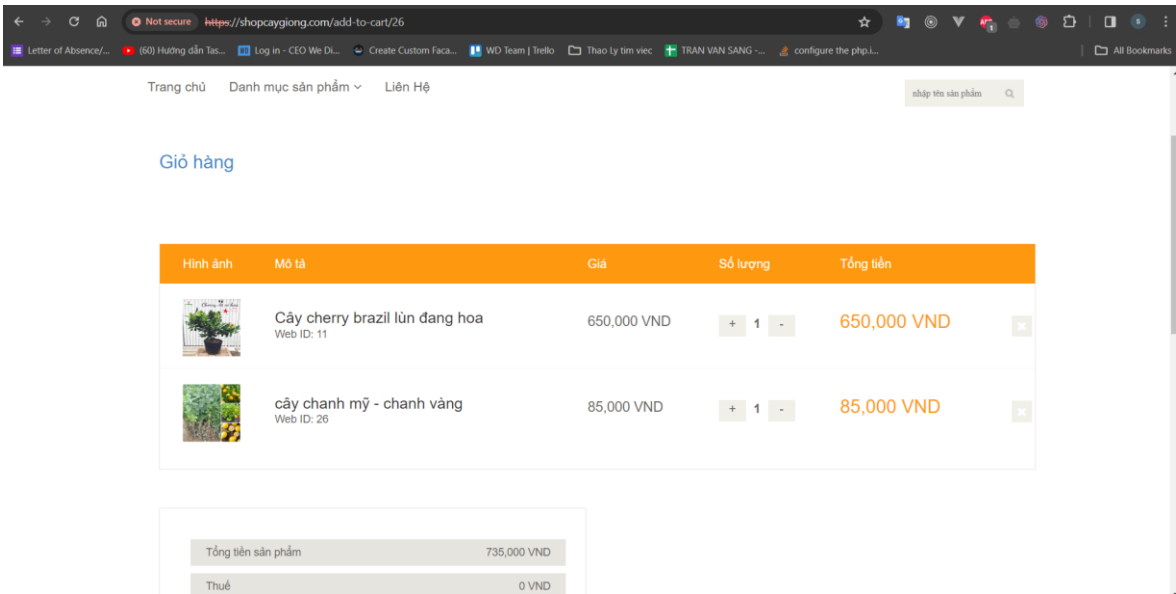 Not secure https://shopcaygiong.com/add-to-cart/26
Letter of Absence/... (60) Hướng dẫn Tas... Log in - CEO We Di... Create Custom Faca... WD Team | Trello Thao Ly tim viec TRAN VAN SANG -... configure the php.i... All Bookmarks
Trang chủ Danh mục sản phẩm Liên Hệ nhập tên sản phẩm
Giỏ hàng
Hình ảnh Mô tả Giá Số lượng Tổng tiền
Cây cherry brazil lùn đang hoa 650,000 VND + 1 - 650,000 VND
Web ID: 11
cây chanh mỹ - chanh vàng 85,000 VND + 1 - 85,000 VND
Web ID: 26
Tổng tiền sản phẩm 735,000 VND
Thuế 0 VND